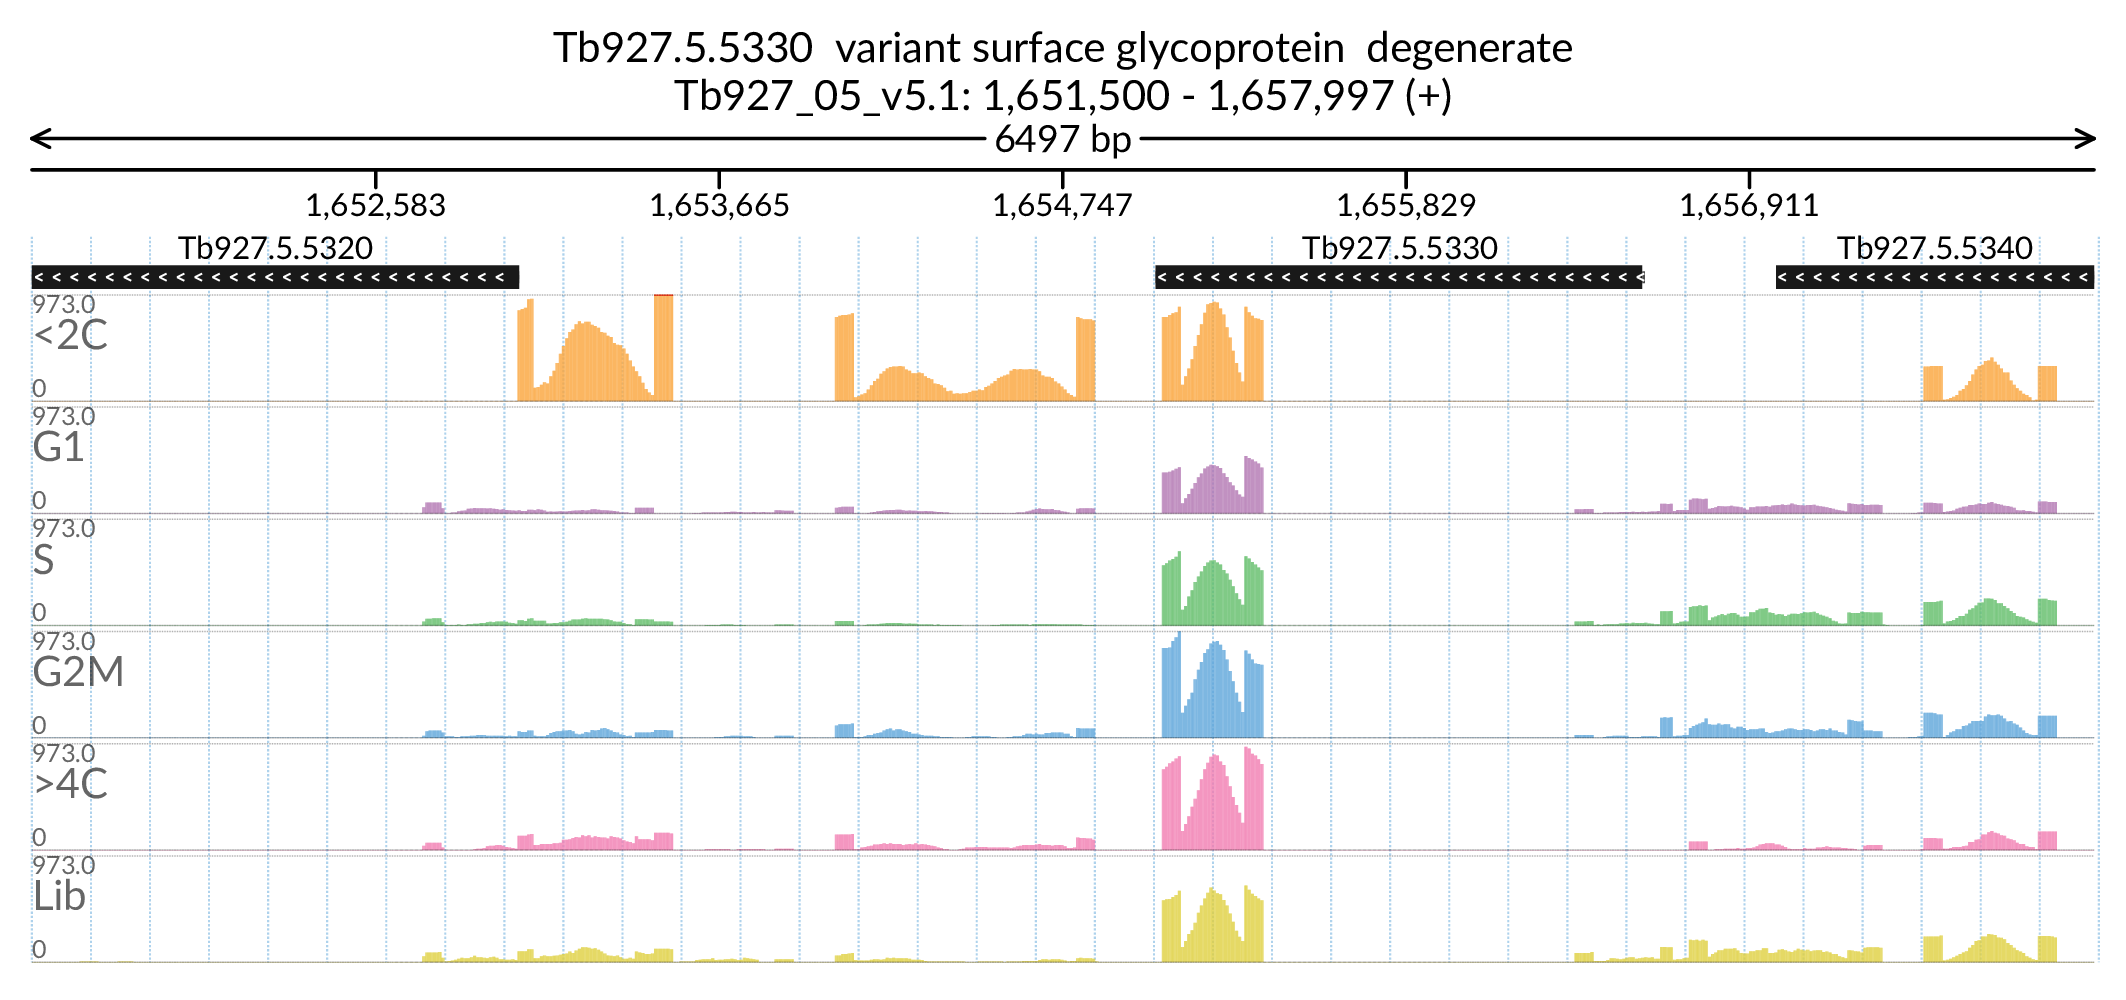 Tb927.5.5330  variant surface glycoprotein  degenerate
Tb927_05_v5.1: 1,651,500 - 1,657,997 (+)
6497 bp
1,652,583 1,653,665 1,654,747 1,655,829 1,656,911
Tb927.5.5320 Tb927.5.5330 Tb927.5.5340
973.0
<2C
0
973.0
G1
0
973.0
S
0
973.0
G2M
0
973.0
>4C
0
973.0
Lib
0